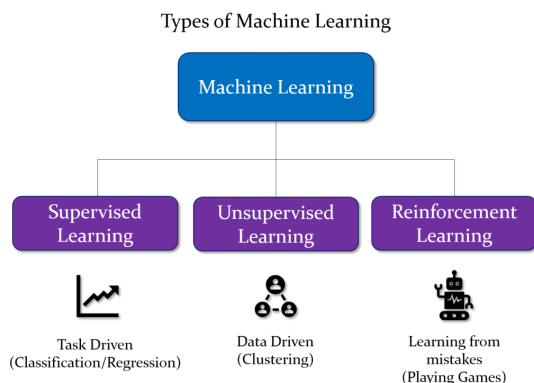 Types of Machine Learning
Machine Learning
Supervised
Learning
Unsupervised
Learning
Reinforcement
Learning
Task Driven
(Classification/Regression)
Data Driven
(Clustering)
Learning from
mistakes
(Playing Games)